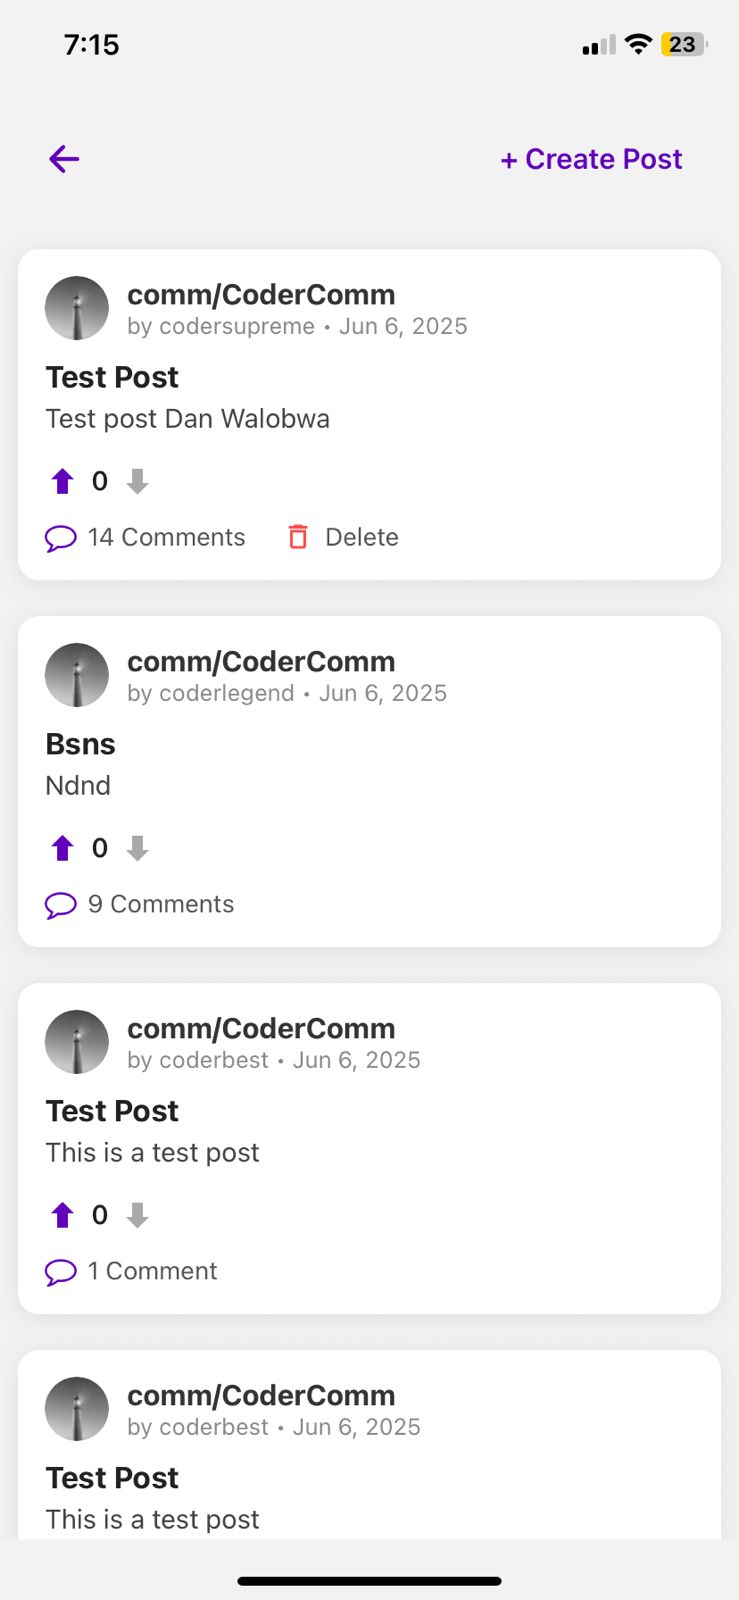 7:15
23
+ Create Post
comm/CoderComm
by codersupreme • Jun 6, 2025
Test Post
Test post Dan Walobwa
0
14 Comments Delete
comm/CoderComm
by coderlegend • Jun 6, 2025
Bsns
Ndnd
0
9 Comments
comm/CoderComm
by coderbest • Jun 6, 2025
Test Post
This is a test post
0
1 Comment
comm/CoderComm
by coderbest • Jun 6, 2025
Test Post
This is a test post